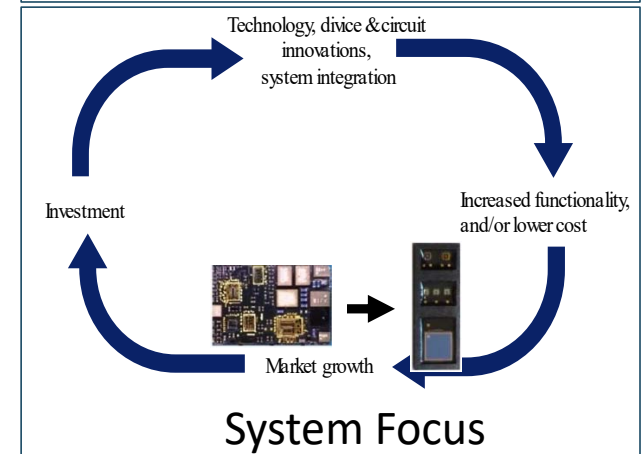 Technology, divice & circuit
innovations,
system integration
Increased functionality,
and/or lower cost
Investment
Market growth
System Focus